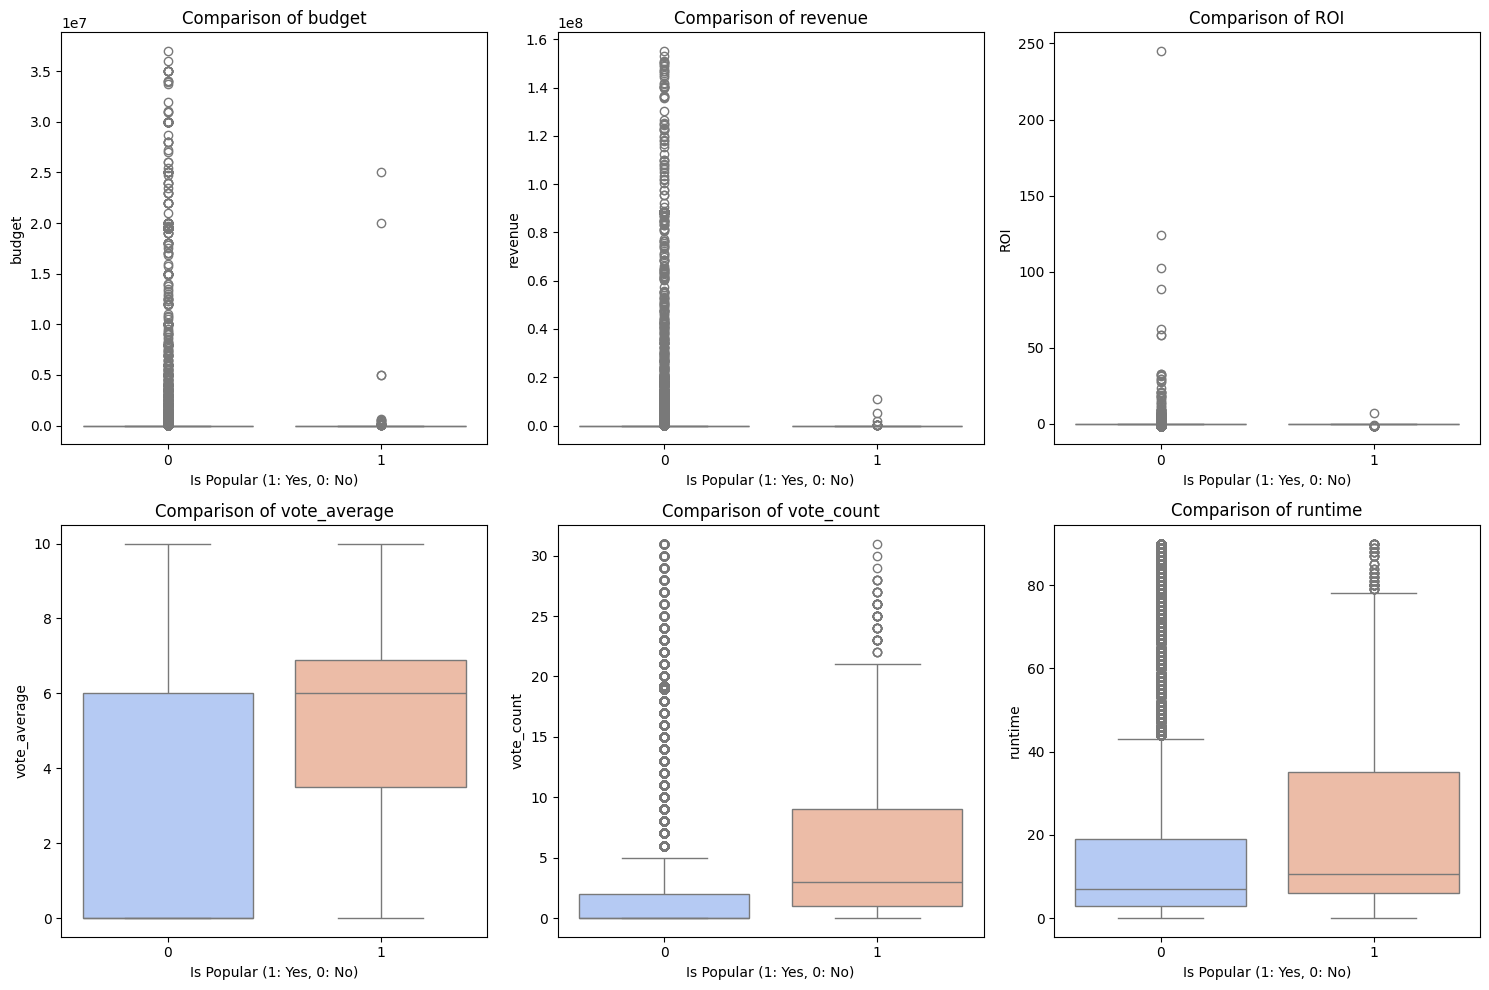 Comparison of budget
1e7
3.5
3.0
2.5
2.0
1.5
1.0
0.5
0.0
budget
0 1
Is Popular (1: Yes, 0: No)
Comparison of revenue
1e8
1.6
1.4
1.2
1.0
0.8
0.6
0.4
0.2
0.0
revenue
0 1
Is Popular (1: Yes, 0: No)
Comparison of ROI
250
200
150
100
50
0
ROI
0 1
Is Popular (1: Yes, 0: No)
Comparison of vote_average
10
8
6
4
2
0
vote_average
0 1
Is Popular (1: Yes, 0: No)
Comparison of vote_count
30
25
20
15
10
5
0
vote_count
0 1
Is Popular (1: Yes, 0: No)
Comparison of runtime
80
60
40
20
0
runtime
0 1
Is Popular (1: Yes, 0: No)